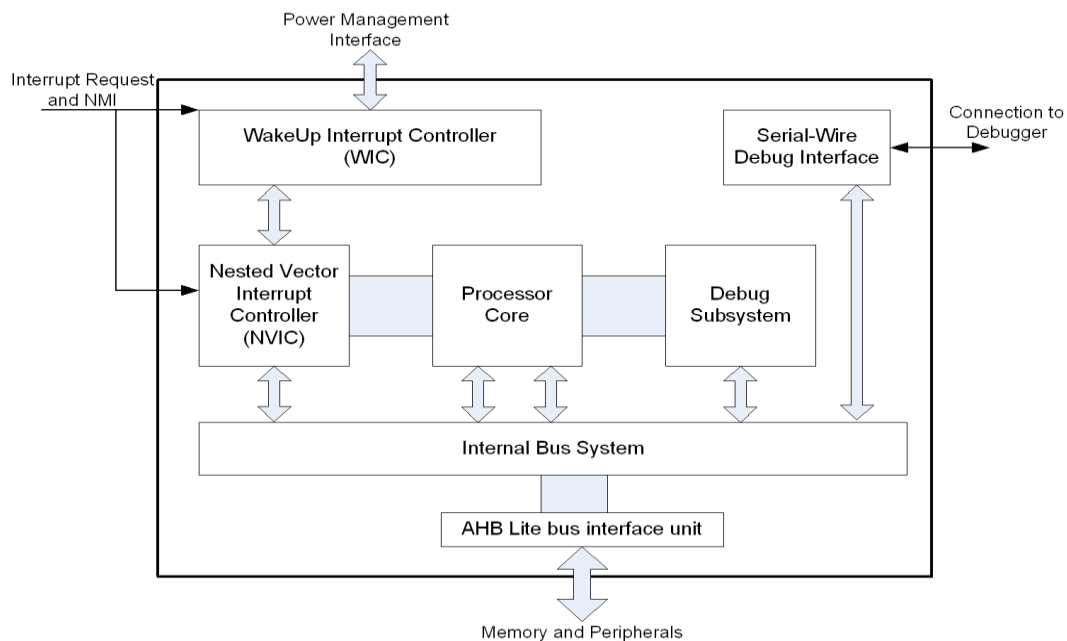 Power Management
Interface
Interrupt Request
and NMI
WakeUp Interrupt Controller
(WIC)
Serial-Wire
Debug Interface
Connection to
Debugger
Nested Vector
Interrupt
Controller
(NVIC)
Processor
Core
Debug
Subsystem
Internal Bus System
AHB Lite bus interface unit
Memory and Peripherals